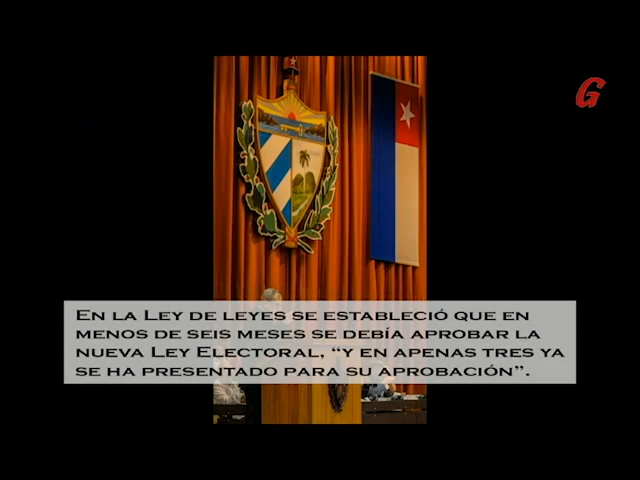 G
En la Ley de leyes se estableció que en
menos de seis meses se debía aprobar la
nueva Ley Electoral, “y en apenas tres ya
se ha presentado para su aprobación”.